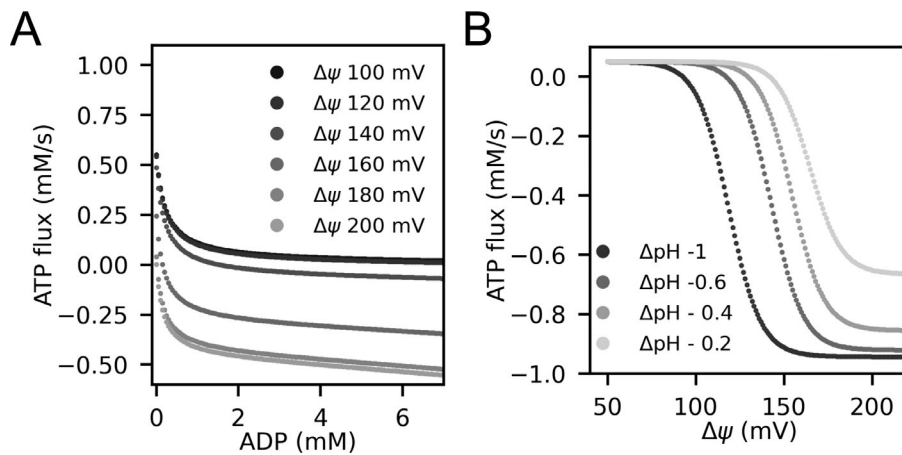 A
ATP flux (mM/s)
1.00
0.75
0.50
0.25
0.00
−0.25
−0.50
Δψ 100 mV
Δψ 120 mV
Δψ 140 mV
Δψ 160 mV
Δψ 180 mV
Δψ 200 mV
0 2 4 6
ADP (mM)
B
ATP flux (mM/s)
0.0
−0.2
−0.4
−0.6
−0.8
−1.0
ΔpH -1
ΔpH -0.6
ΔpH - 0.4
ΔpH - 0.2
50 100 150 200
Δψ (mV)